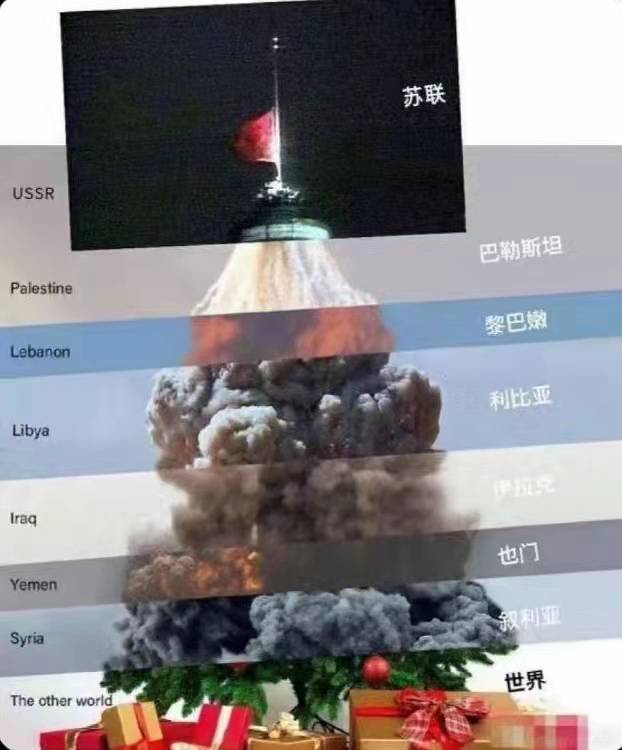 苏联
USSR
巴勒斯坦
Palestine
黎巴嫩
Lebanon
利比亚
Libya
伊拉克
Iraq
也门
Yemen
叙利亚
Syria
世界
The other world